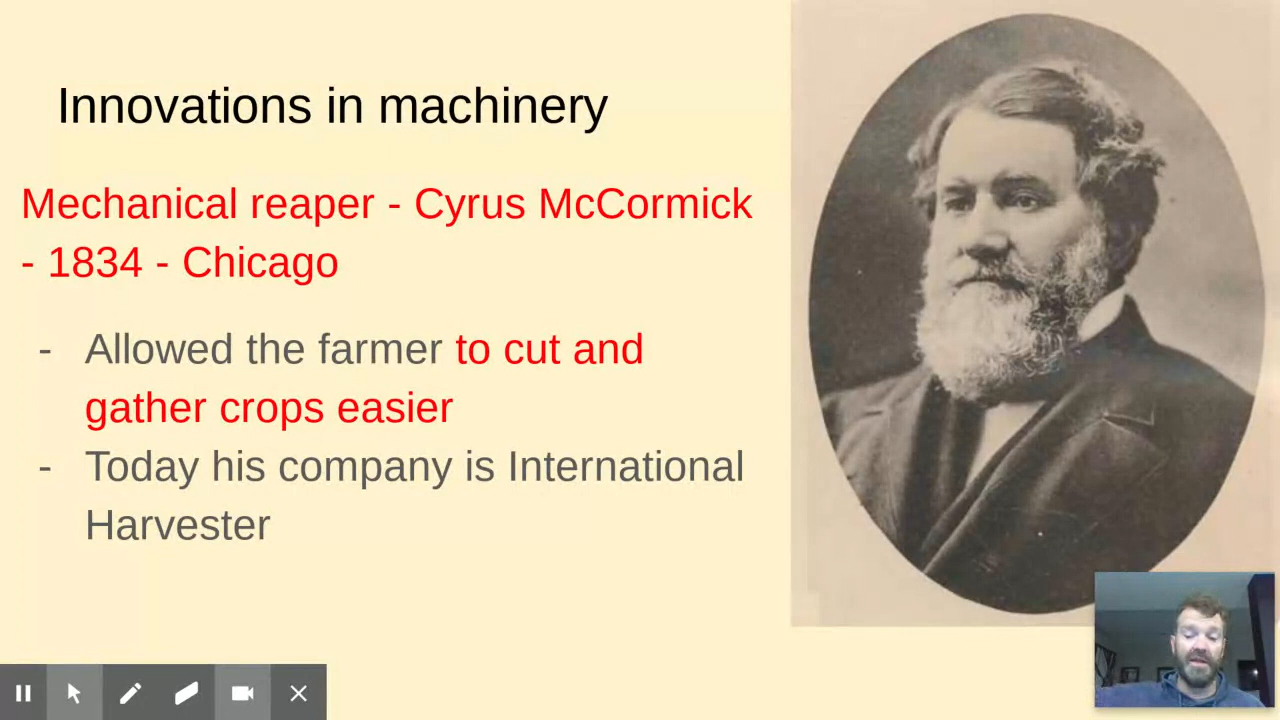 Innovations in machinery
Mechanical reaper - Cyrus McCormick
- 1834 - Chicago
- Allowed the farmer to cut and
gather crops easier
- Today his company is International
Harvester